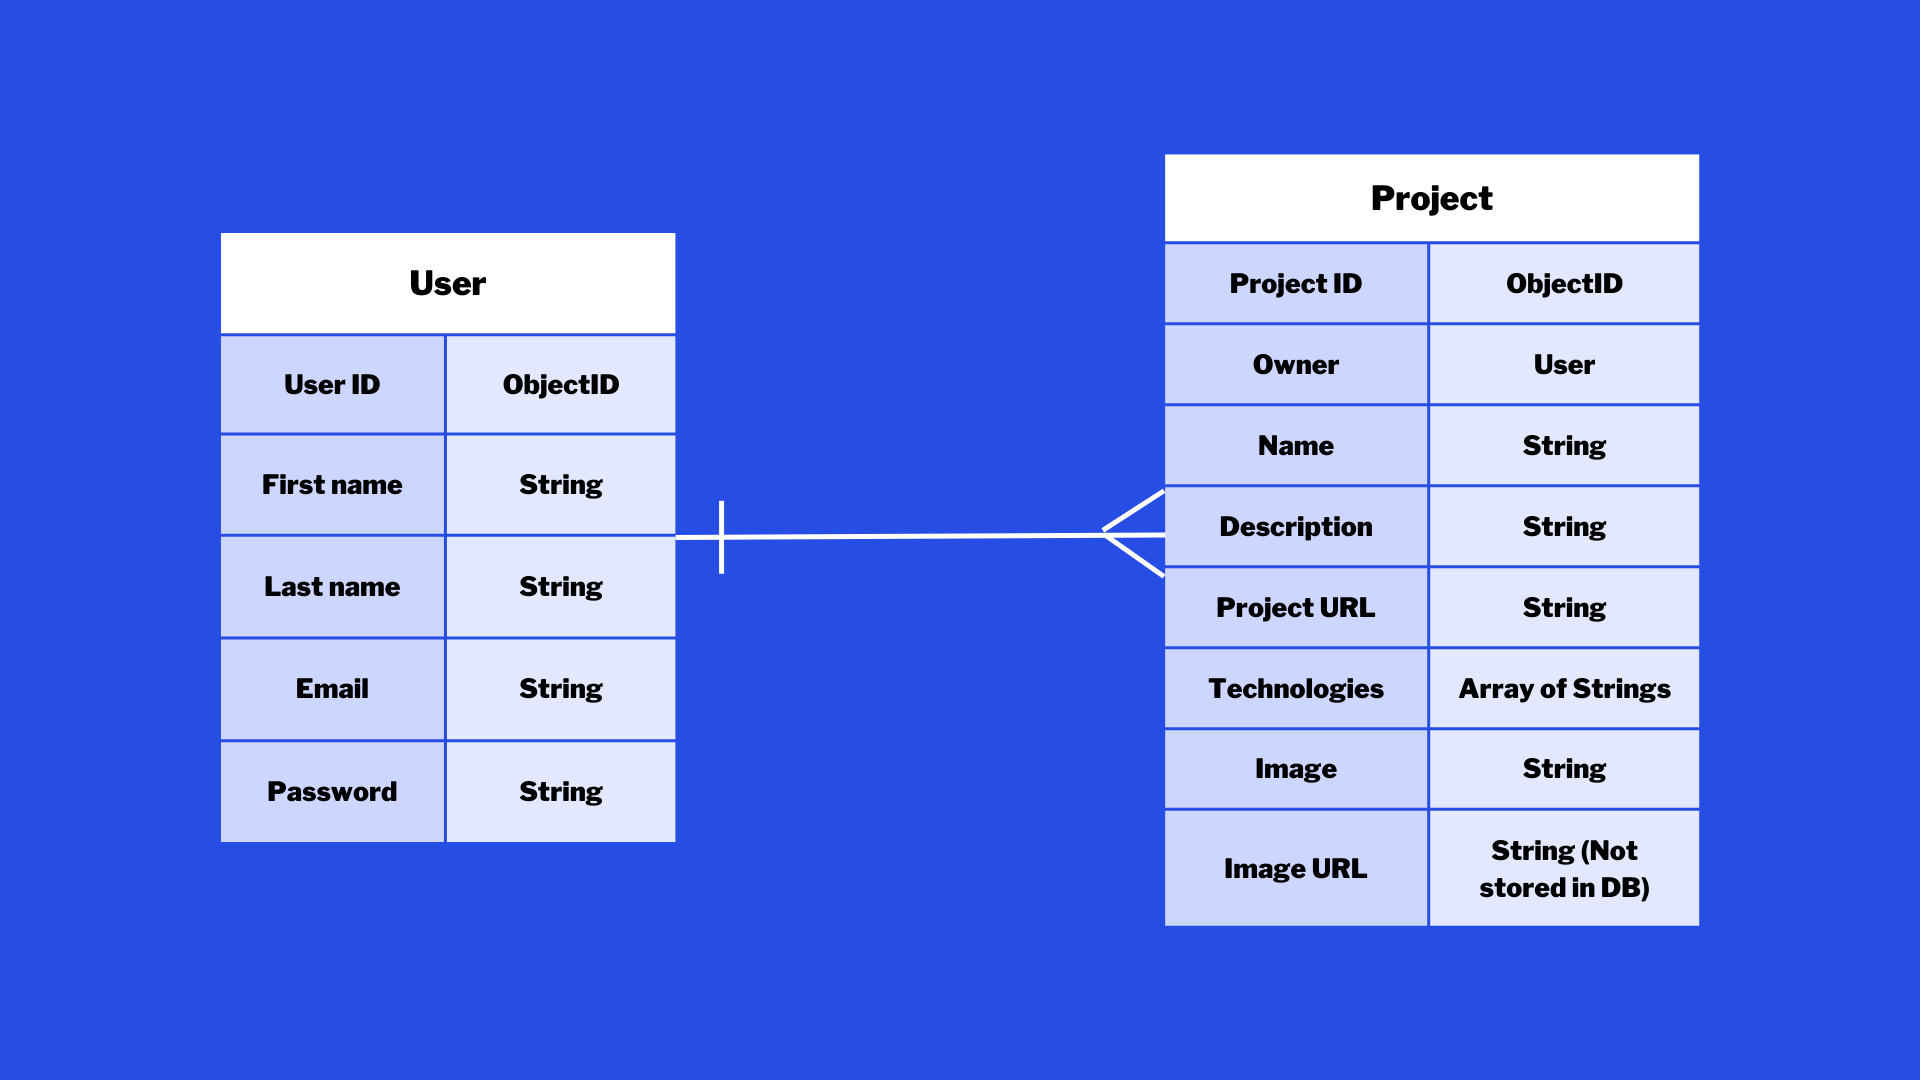 User
User ID ObjectID
First name String
Last name String
Email String
Password String
Project
Project ID ObjectID
Owner User
Name String
Description String
Project URL String
Technologies Array of Strings
Image String
Image URL String (Not
stored in DB)